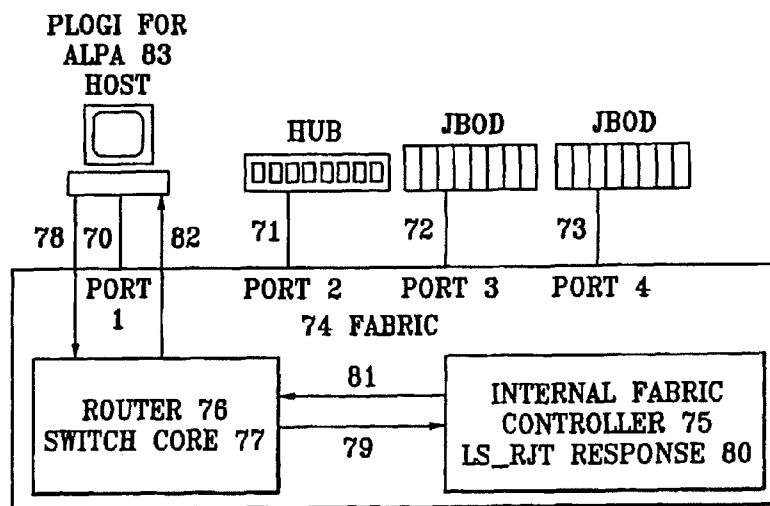 PLOGI FOR
ALPA 83
HOST
HUB
JBOD
JBOD
78
70
82
71
72
73
PORT
1
PORT 2
PORT 3
PORT 4
74 FABRIC
ROUTER 76
SWITCH CORE 77
81
79
INTERNAL FABRIC
CONTROLLER 75
LS_RJT RESPONSE 80